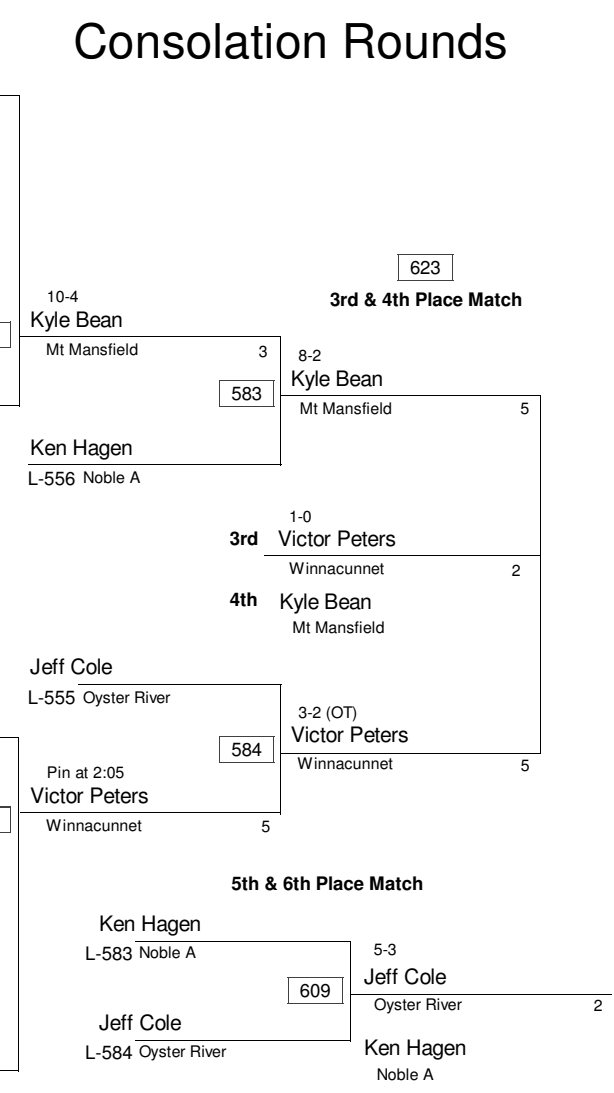 Consolation Rounds
623
3rd & 4th Place Match
10-4
Kyle Bean
Mt Mansfield 3
583
8-2
Kyle Bean
Mt Mansfield 5
Ken Hagen
L-556 Noble A
1-0
3rd Victor Peters
Winnacunnet 2
4th Kyle Bean
Mt Mansfield
Jeff Cole
L-555 Oyster River
584
3-2 (OT)
Victor Peters
Winnacunnet 5
Pin at 2:05
Victor Peters
Winnacunnet 5
5th & 6th Place Match
Ken Hagen
L-583 Noble A
609
5-3
Jeff Cole
Oyster River 2
Jeff Cole
L-584 Oyster River
Ken Hagen
Noble A